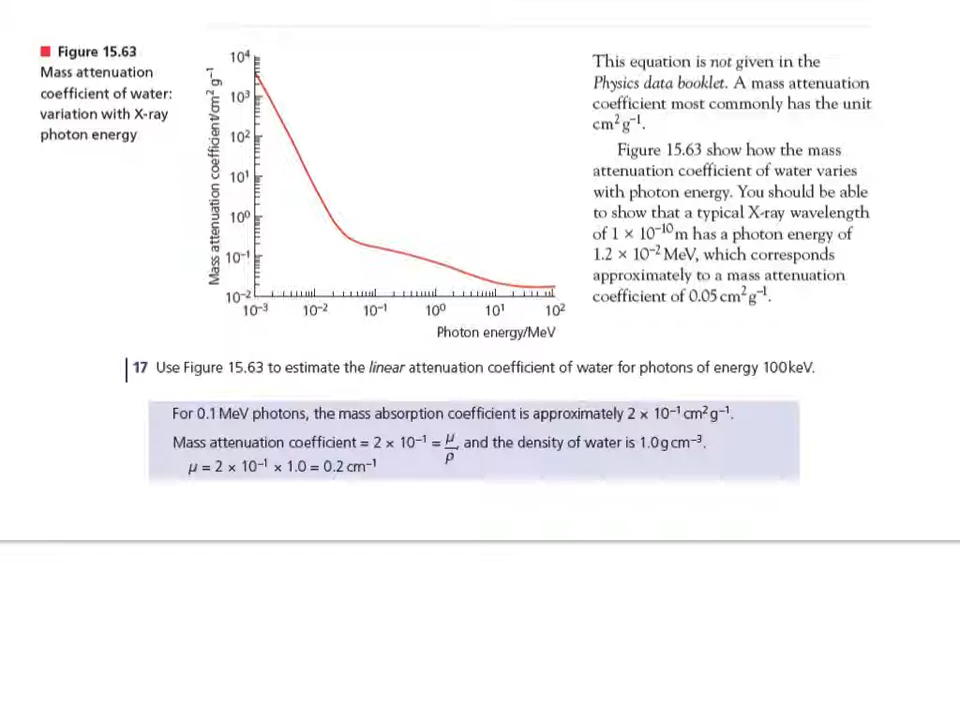 ■ Figure 15.63
Mass attenuation
coefficient of water:
variation with X-ray
photon energy
Mass attenuation coefficient/cm² g⁻¹
10⁴
10³
10²
10¹
10⁰
10⁻¹
10⁻²
10⁻³ 10⁻² 10⁻¹ 10⁰ 10¹ 10²
Photon energy/MeV
This equation is not given in the
Physics data booklet. A mass attenuation
coefficient most commonly has the unit
cm² g⁻¹.
Figure 15.63 show how the mass
attenuation coefficient of water varies
with photon energy. You should be able
to show that a typical X-ray wavelength
of 1 × 10⁻¹⁰ m has a photon energy of
1.2 × 10⁻² MeV, which corresponds
approximately to a mass attenuation
coefficient of 0.05 cm² g⁻¹.
17 Use Figure 15.63 to estimate the linear attenuation coefficient of water for photons of energy 100 keV.
For 0.1 MeV photons, the mass absorption coefficient is approximately 2 × 10⁻¹ cm² g⁻¹.
Mass attenuation coefficient = 2 × 10⁻¹ = μ/ρ, and the density of water is 1.0 g cm⁻³.
μ = 2 × 10⁻¹ × 1.0 = 0.2 cm⁻¹